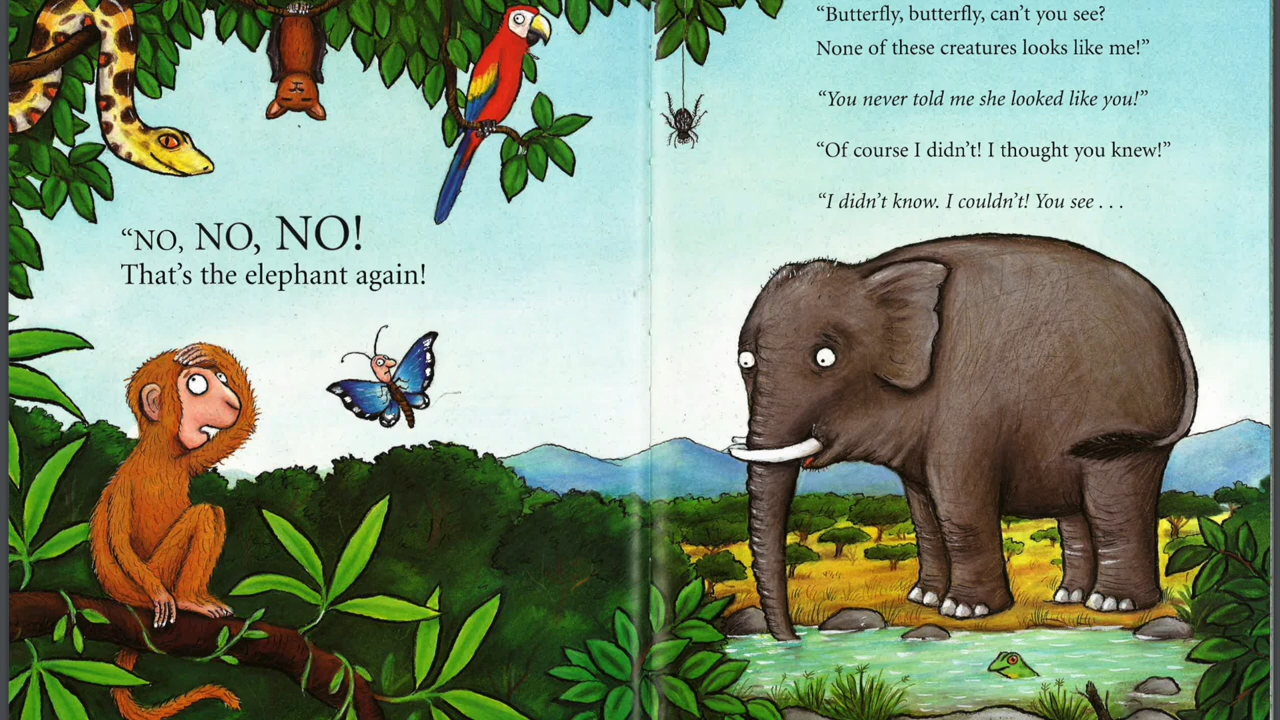 “NO, NO, NO!
That’s the elephant again!
“Butterfly, butterfly, can’t you see?
None of these creatures looks like me!”
“You never told me she looked like you!”
“Of course I didn’t! I thought you knew!”
“I didn’t know. I couldn’t! You see . . .